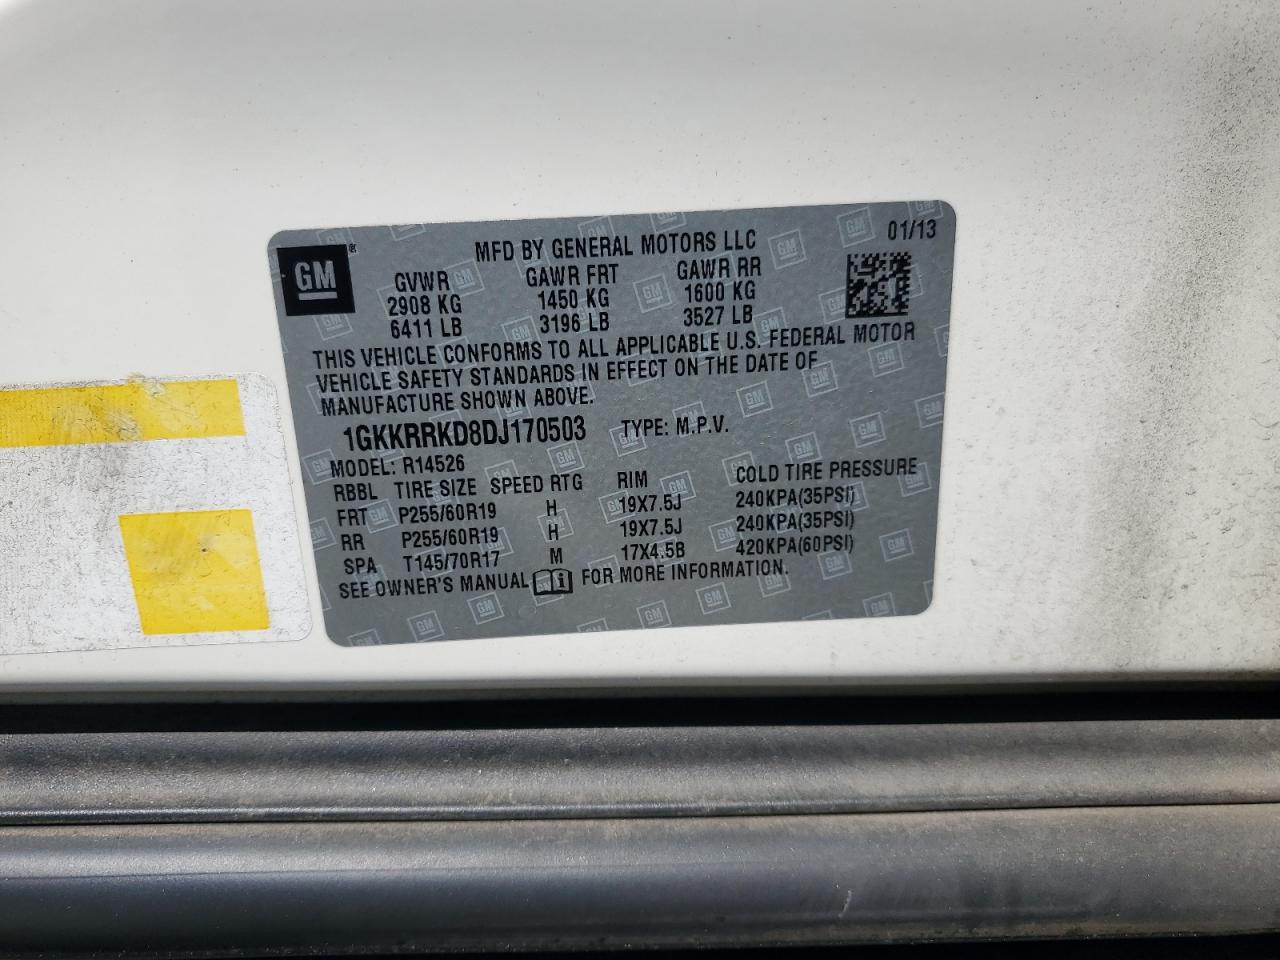 GM ®
MFD BY GENERAL MOTORS LLC 01/13
GVWR GAWR FRT GAWR RR
2908 KG 1450 KG 1600 KG
6411 LB 3196 LB 3527 LB
THIS VEHICLE CONFORMS TO ALL APPLICABLE U.S. FEDERAL MOTOR
VEHICLE SAFETY STANDARDS IN EFFECT ON THE DATE OF
MANUFACTURE SHOWN ABOVE.
1GKKRRKD8DJ170503 TYPE: M.P.V.
MODEL: R14526
RBBL TIRE SIZE SPEED RTG RIM COLD TIRE PRESSURE
FRT P255/60R19 H 19X7.5J 240KPA(35PSI)
RR P255/60R19 H 19X7.5J 240KPA(35PSI)
SPA T145/70R17 M 17X4.5B 420KPA(60PSI)
SEE OWNER'S MANUAL FOR MORE INFORMATION.